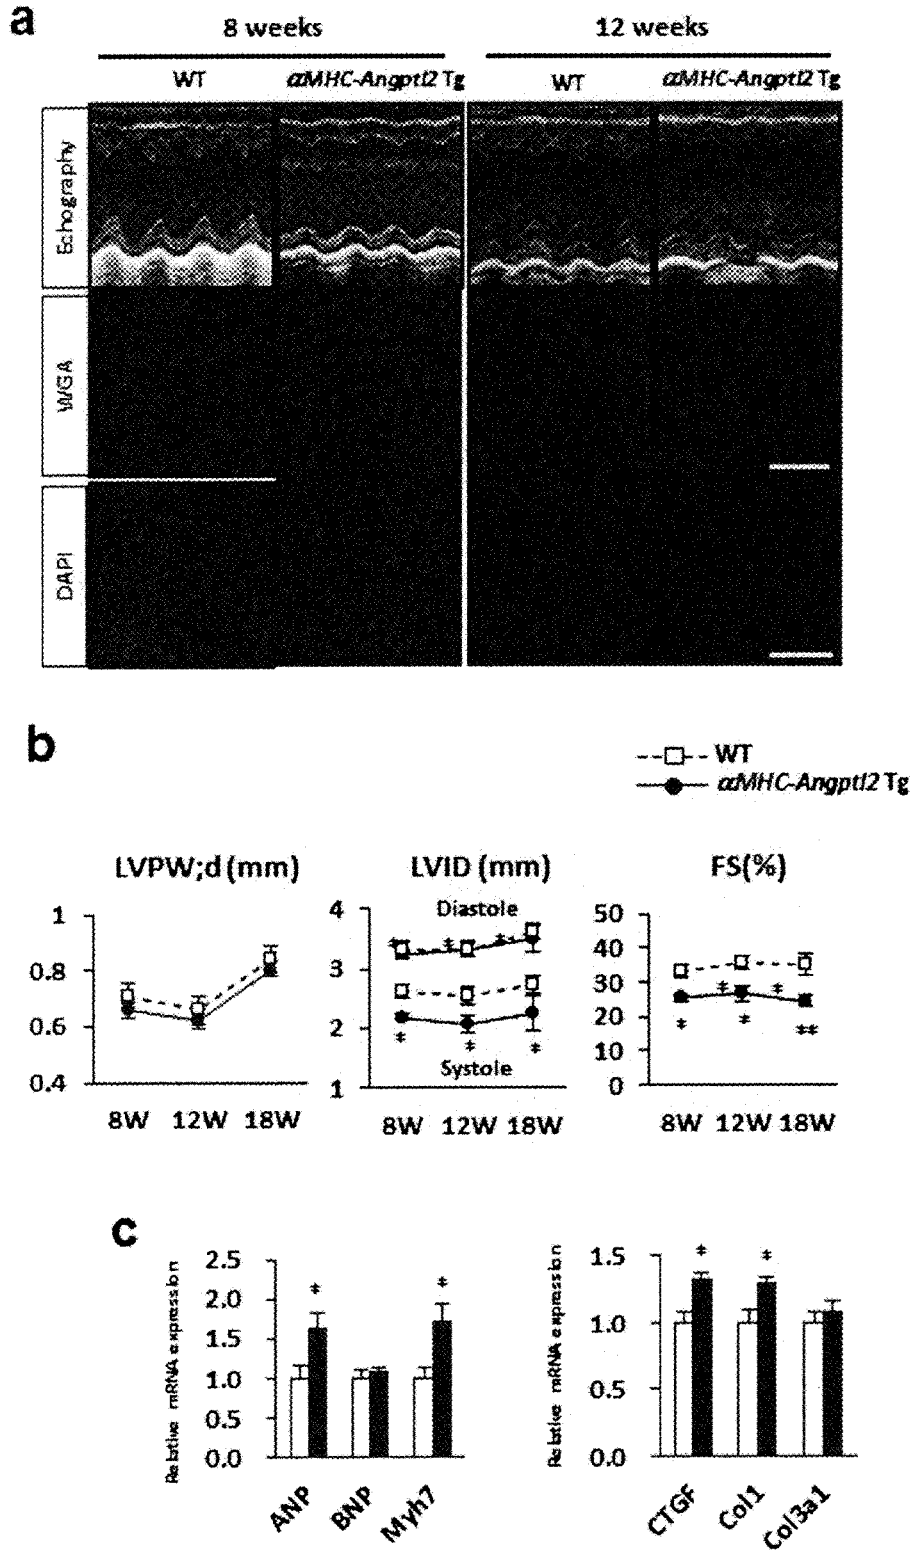 a
8 weeks 12 weeks
WT αMHC-Angptl2 Tg WT αMHC-Angptl2 Tg
Echography
WGA
DAPI
b
WT
αMHC-Angptl2 Tg
LVPW;d (mm)
1
0.8
0.6
0.4
8W 12W 18W
LVID (mm)
4
3
2
1
Diastole
* * *
* * *
Systole
8W 12W 18W
FS(%)
50
40
30
20
10
0
* *
* * **
8W 12W 18W
c
Relative mRNA expression
2.5
2.0
1.5
1.0
0.5
0.0
* *
ANP BNP Myh7
Relative mRNA expression
1.5
1.0
0.5
0.0
* *
CTGF Col1 Col3a1